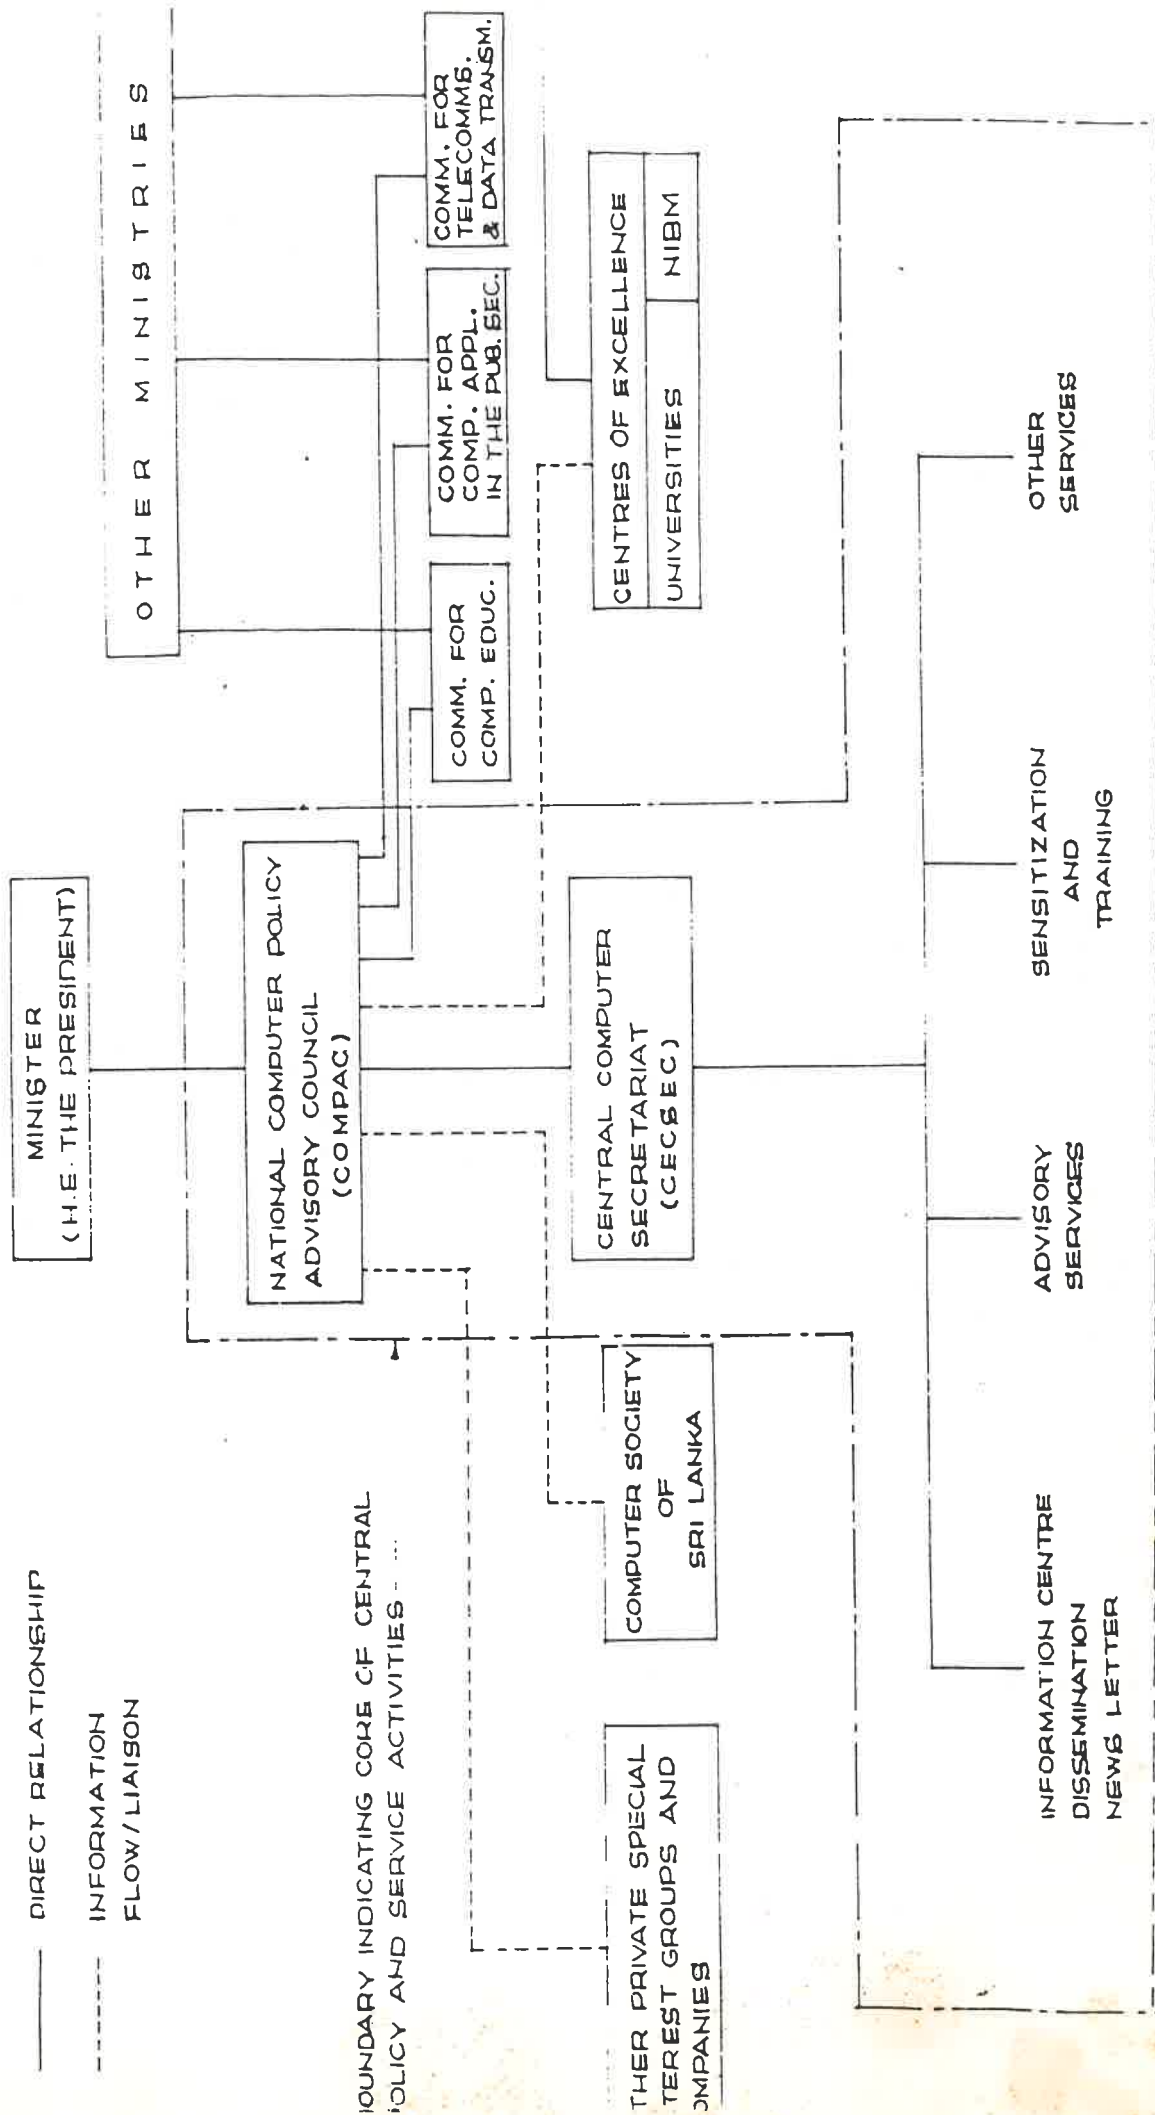 DIRECT RELATIONSHIP
INFORMATION
FLOW/LIAISON
MINISTER
(H.E. THE PRESIDENT)
OTHER MINISTRIES
NATIONAL COMPUTER POLICY
ADVISORY COUNCIL
(COMPAC)
OUNDARY INDICATING CORE OF CENTRAL
OLICY AND SERVICE ACTIVITIES
COMM. FOR
COMP. EDUC.
COMM. FOR
COMP. APPL.
IN THE PUB. SEC.
COMM. FOR
TELECOMMS.
& DATA TRANSM.
THER PRIVATE SPECIAL
TEREST GROUPS AND
OMPANIES
COMPUTER SOCIETY
OF
SRI LANKA
CENTRAL COMPUTER
SECRETARIAT
(CECSEC)
CENTRES OF EXCELLENCE
UNIVERSITIES
NIBM
INFORMATION CENTRE
DISSEMINATION
NEWS LETTER
ADVISORY
SERVICES
SENSITIZATION
AND
TRAINING
OTHER
SERVICES